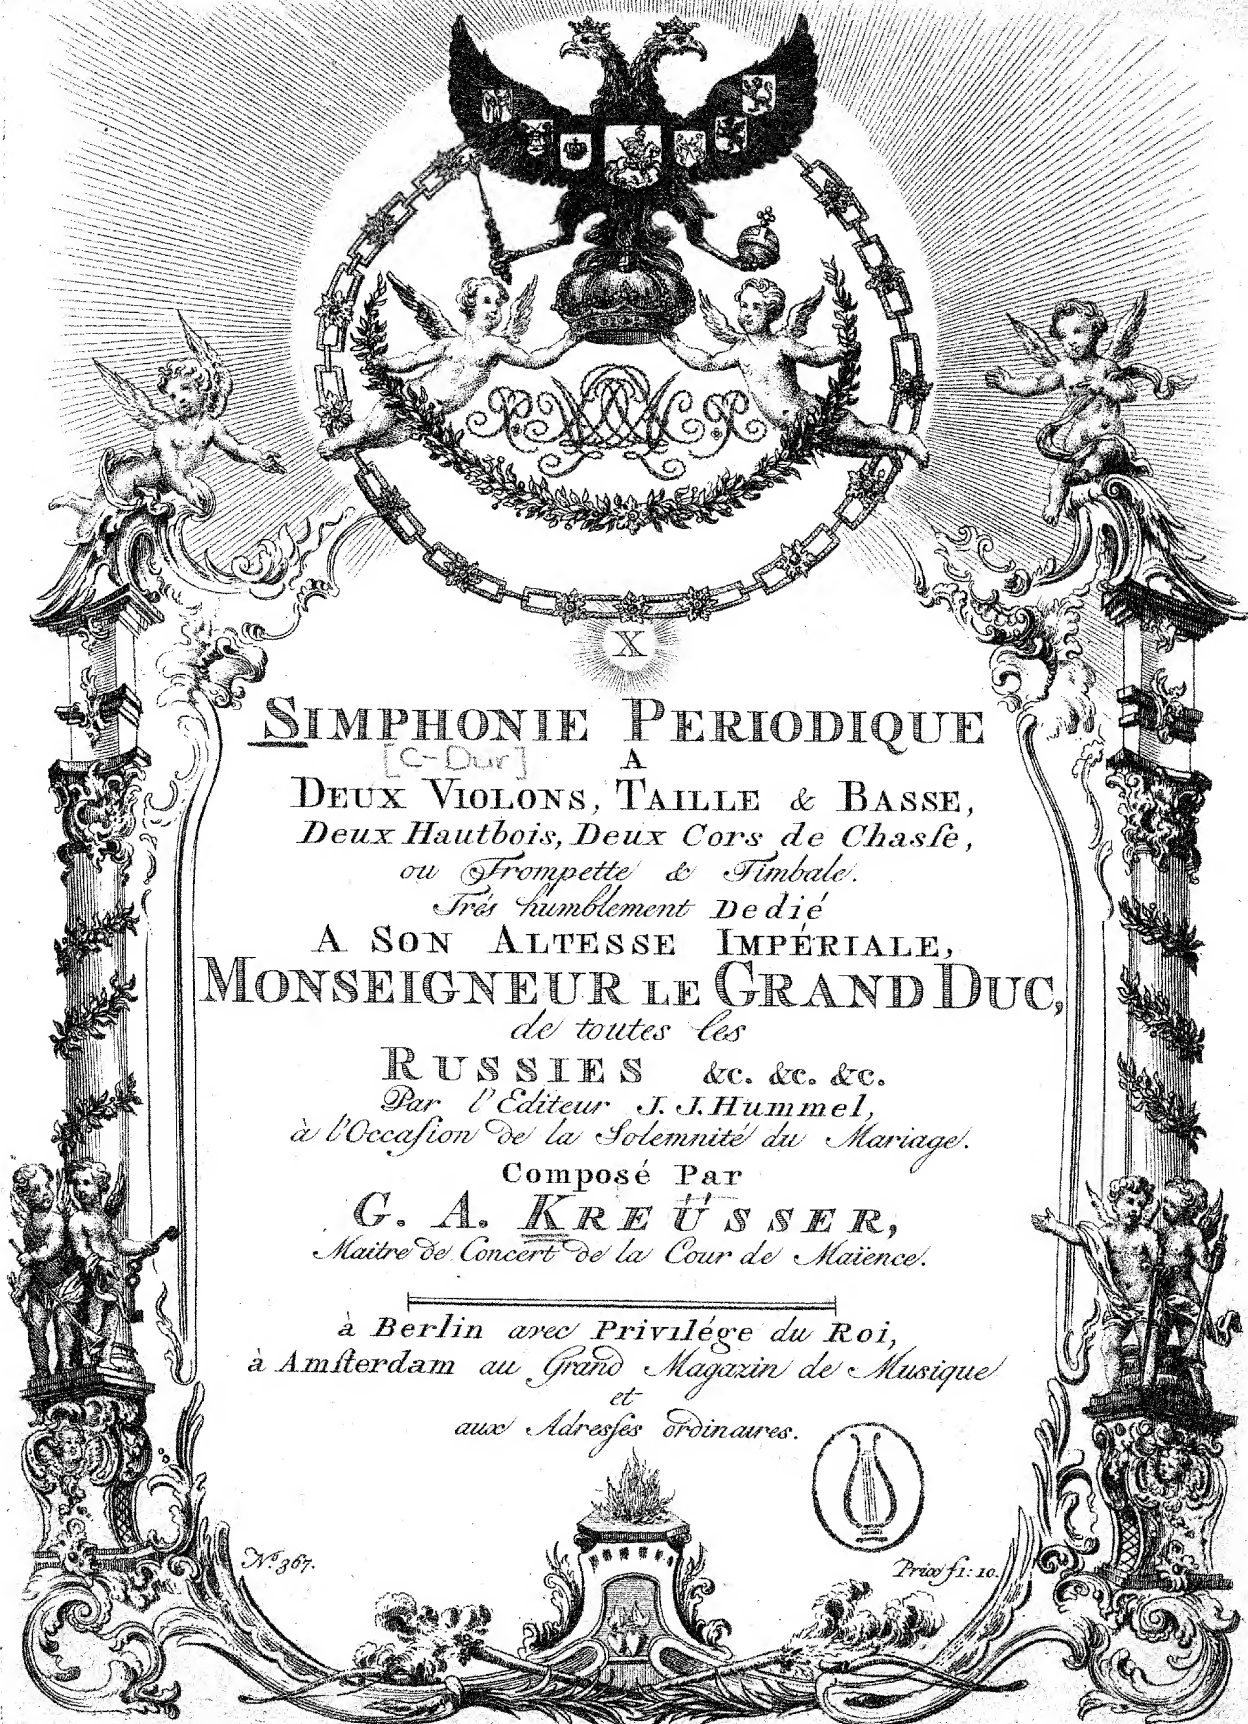 X
SIMPHONIE PERIODIQUE
[C-Dur]
A
DEUX VIOLONS, TAILLE & BASSE,
Deux Hautbois, Deux Cors de Chaſse,
ou Trompette & Timbale.
Trés humblement Dedié
A SON ALTESSE IMPÉRIALE,
MONSEIGNEUR LE GRAND DUC,
de toutes les
RUSSIES &c. &c. &c.
Par l'Editeur J. J. Hummel,
à l'Occaſion de la Solemnité du Mariage.
Composé Par
G. A. KREÜSSER,
Maitre de Concert de la Cour de Maïence.
à Berlin avec Privilége du Roi,
à Amſterdam au Grand Magazin de Musique
et
aux Adreſses ordinaires.
No. 367.
Prix f1: 10.